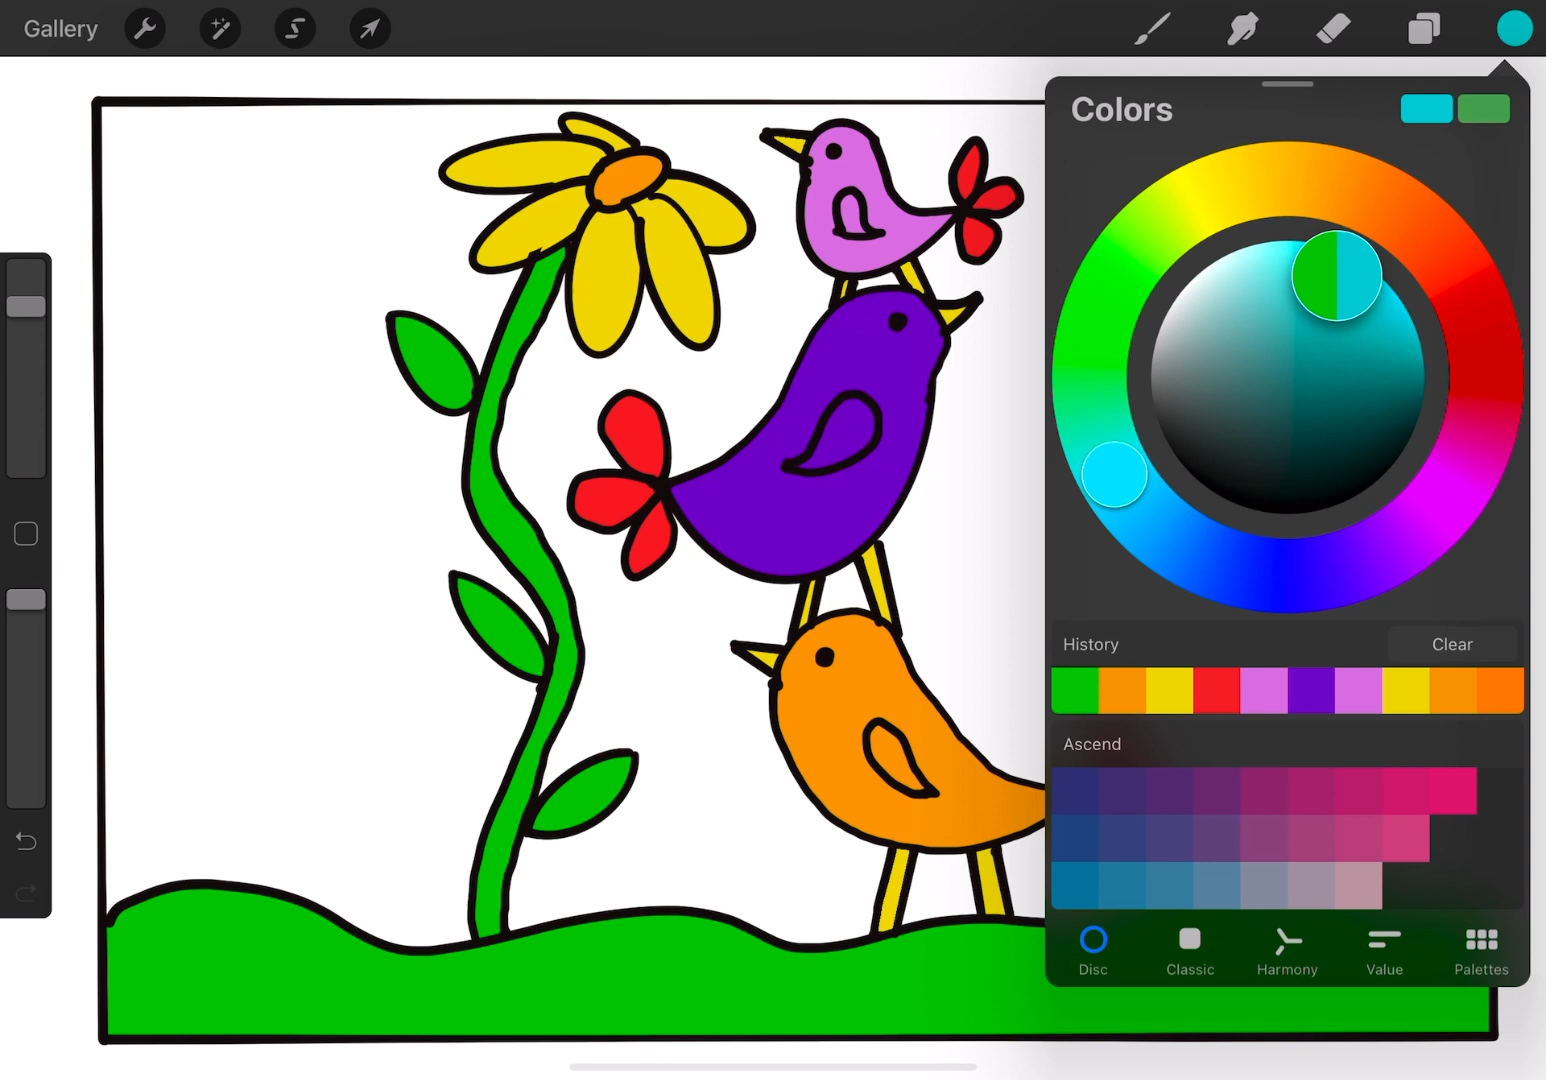 Gallery
Colors
History
Clear
Ascend
Disc
Classic
Harmony
Value
Palettes